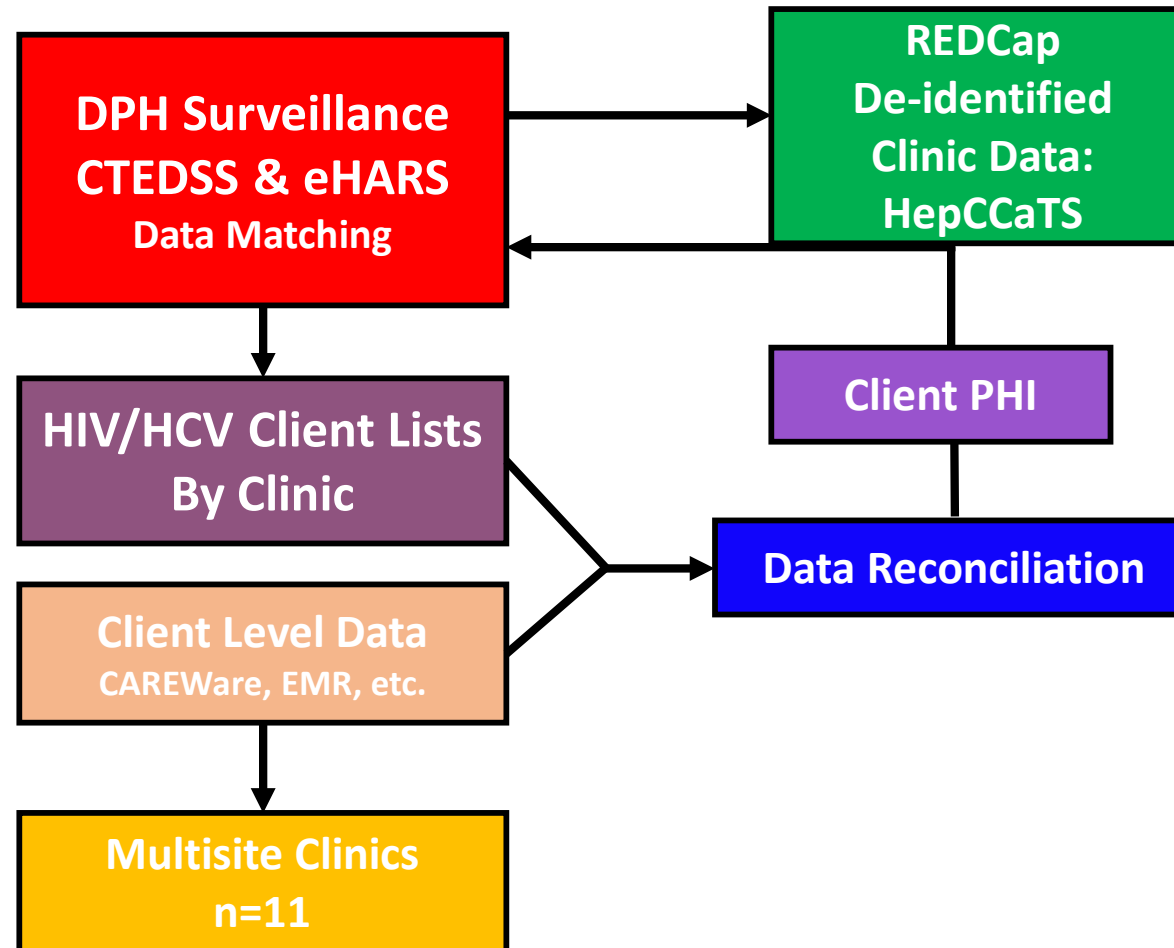 DPH Surveillance
CTEDSS & eHARS
Data Matching
REDCap
De-identified
Clinic Data:
HepCCaTS
HIV/HCV Client Lists
By Clinic
Client PHI
Data Reconciliation
Client Level Data
CAREWare, EMR, etc.
Multisite Clinics
n=11